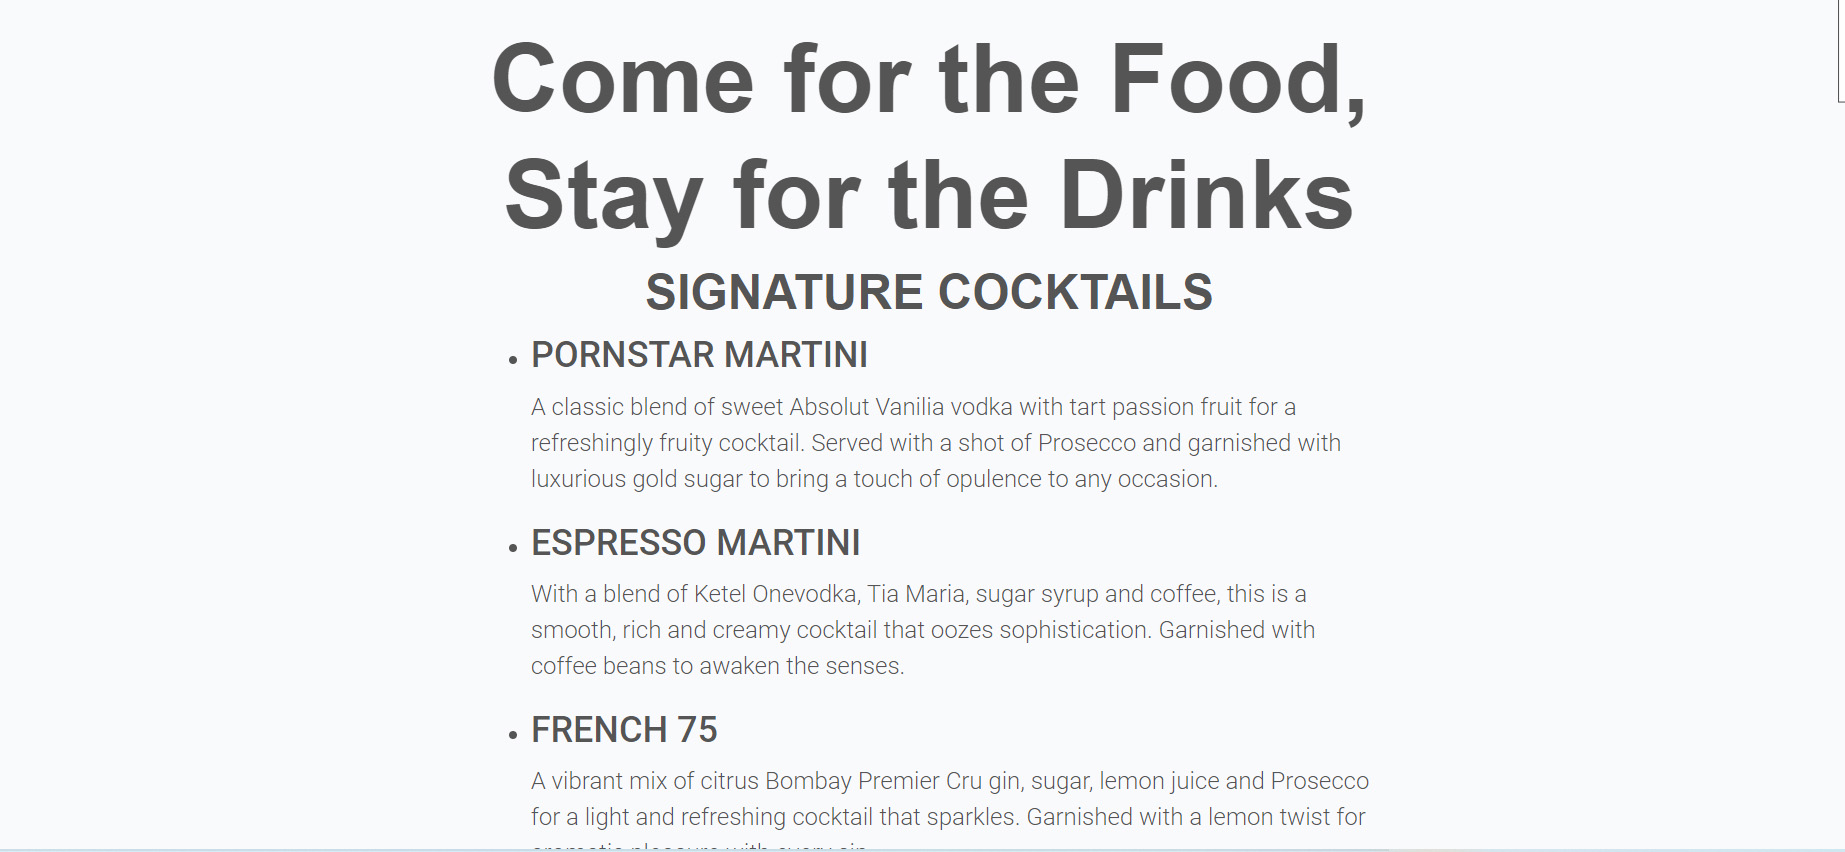 Come for the Food,
Stay for the Drinks
SIGNATURE COCKTAILS
• PORNSTAR MARTINI
A classic blend of sweet Absolut Vanilia vodka with tart passion fruit for a
refreshingly fruity cocktail. Served with a shot of Prosecco and garnished with
luxurious gold sugar to bring a touch of opulence to any occasion.
• ESPRESSO MARTINI
With a blend of Ketel Onevodka, Tia Maria, sugar syrup and coffee, this is a
smooth, rich and creamy cocktail that oozes sophistication. Garnished with
coffee beans to awaken the senses.
• FRENCH 75
A vibrant mix of citrus Bombay Premier Cru gin, sugar, lemon juice and Prosecco
for a light and refreshing cocktail that sparkles. Garnished with a lemon twist for
aromatic pleasure with every sip